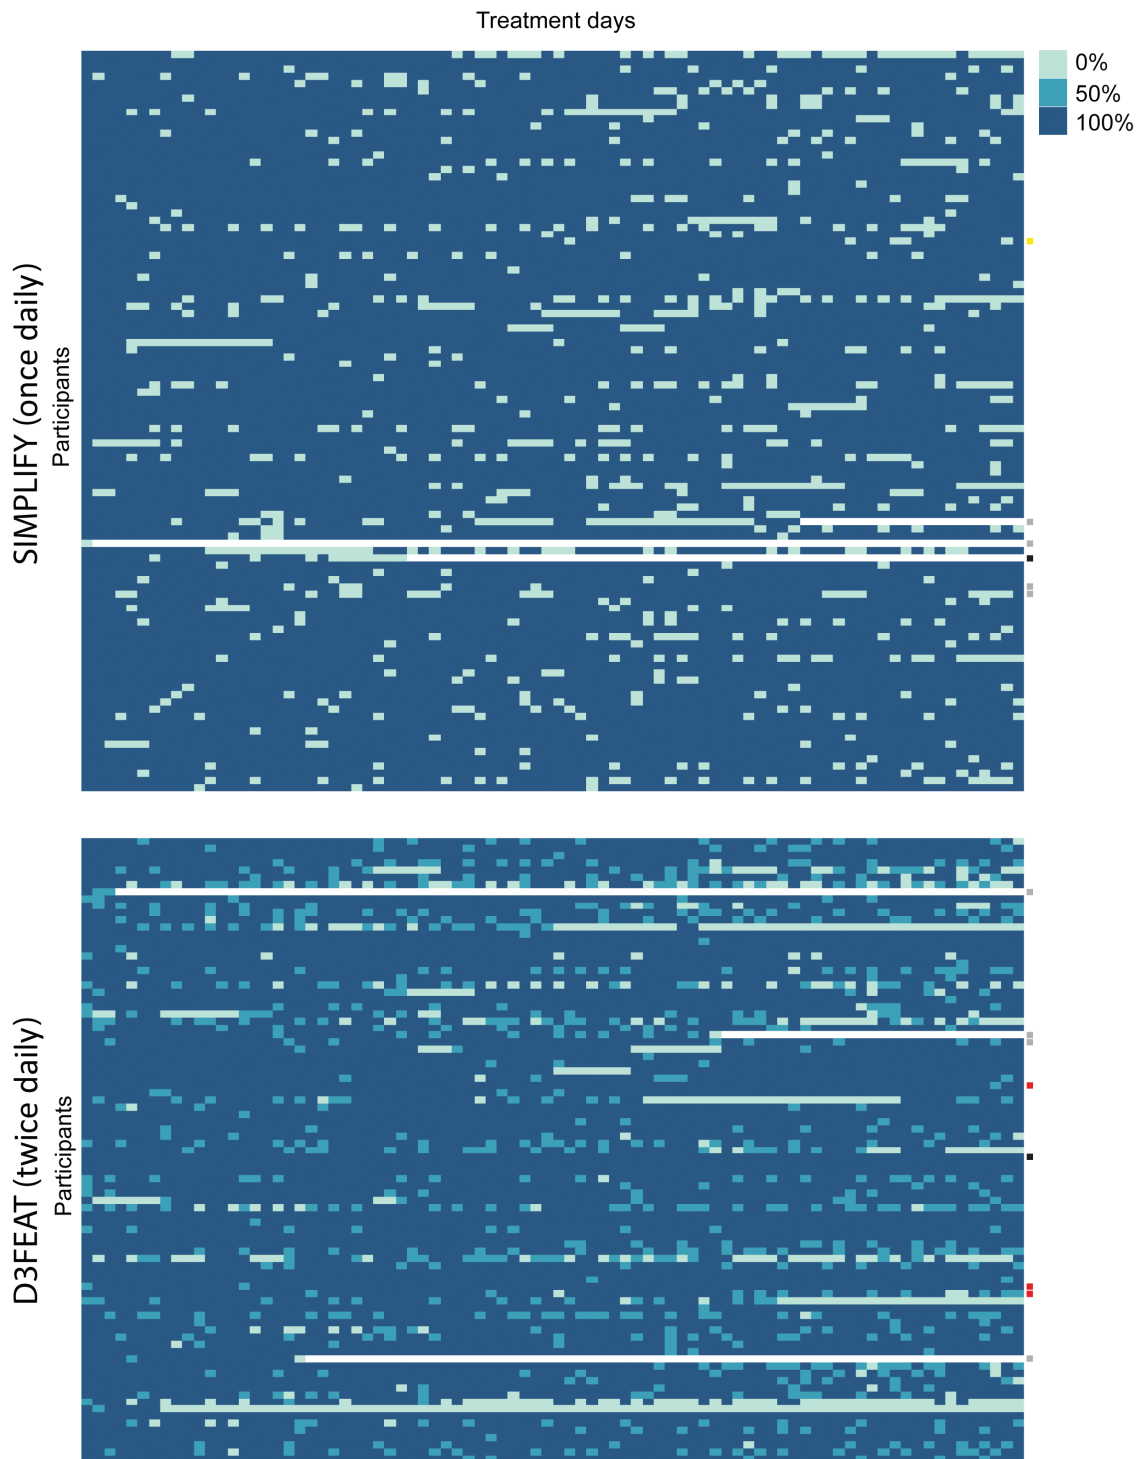 Treatment days
0%
50%
100%
SIMPLIFY (once daily)
Participants
D3FEAT (twice daily)
Participants